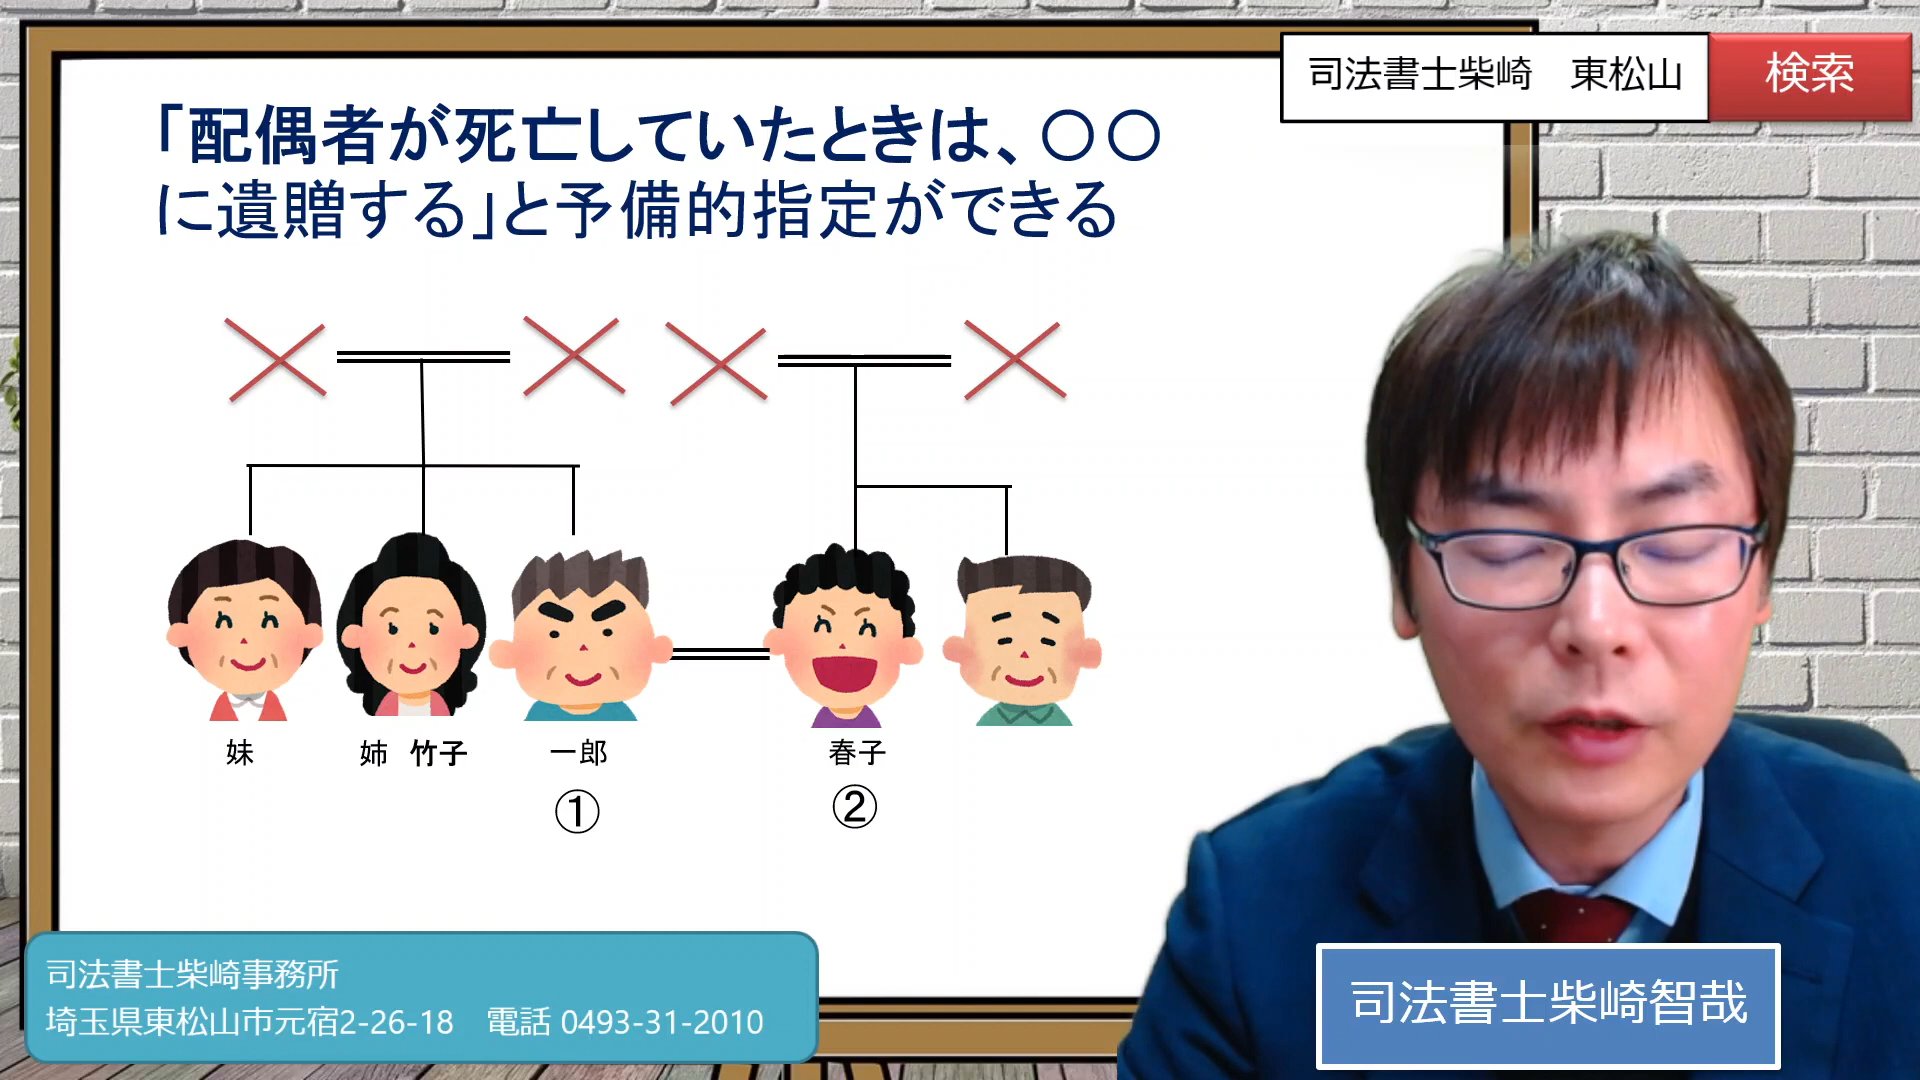 司法書士柴崎　東松山
検索
「配偶者が死亡していたときは、〇〇
に遺贈する」と予備的指定ができる
妹
姉　竹子
一郎
春子
①
②
司法書士柴崎事務所
埼玉県東松山市元宿2-26-18　電話 0493-31-2010
司法書士柴崎智哉